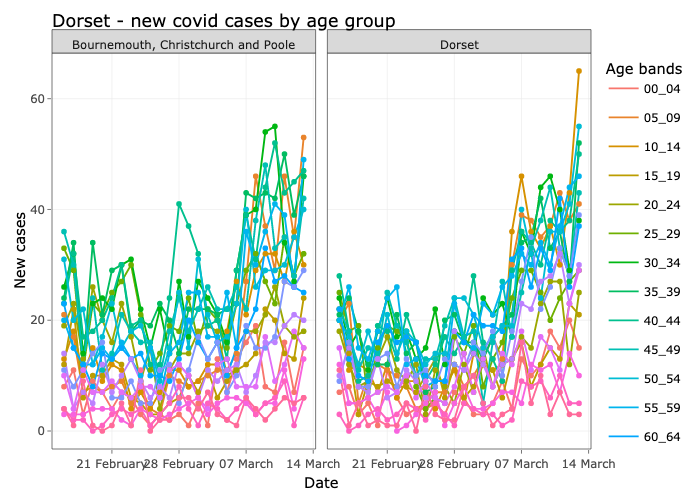 Dorset - new covid cases by age group
Bournemouth, Christchurch and Poole
Dorset
Age bands
00_04
05_09
10_14
15_19
20_24
25_29
30_34
35_39
40_44
45_49
50_54
55_59
60_64
New cases
60
40
20
0
21 February
28 February
07 March
14 March
21 February
28 February
07 March
14 March
Date